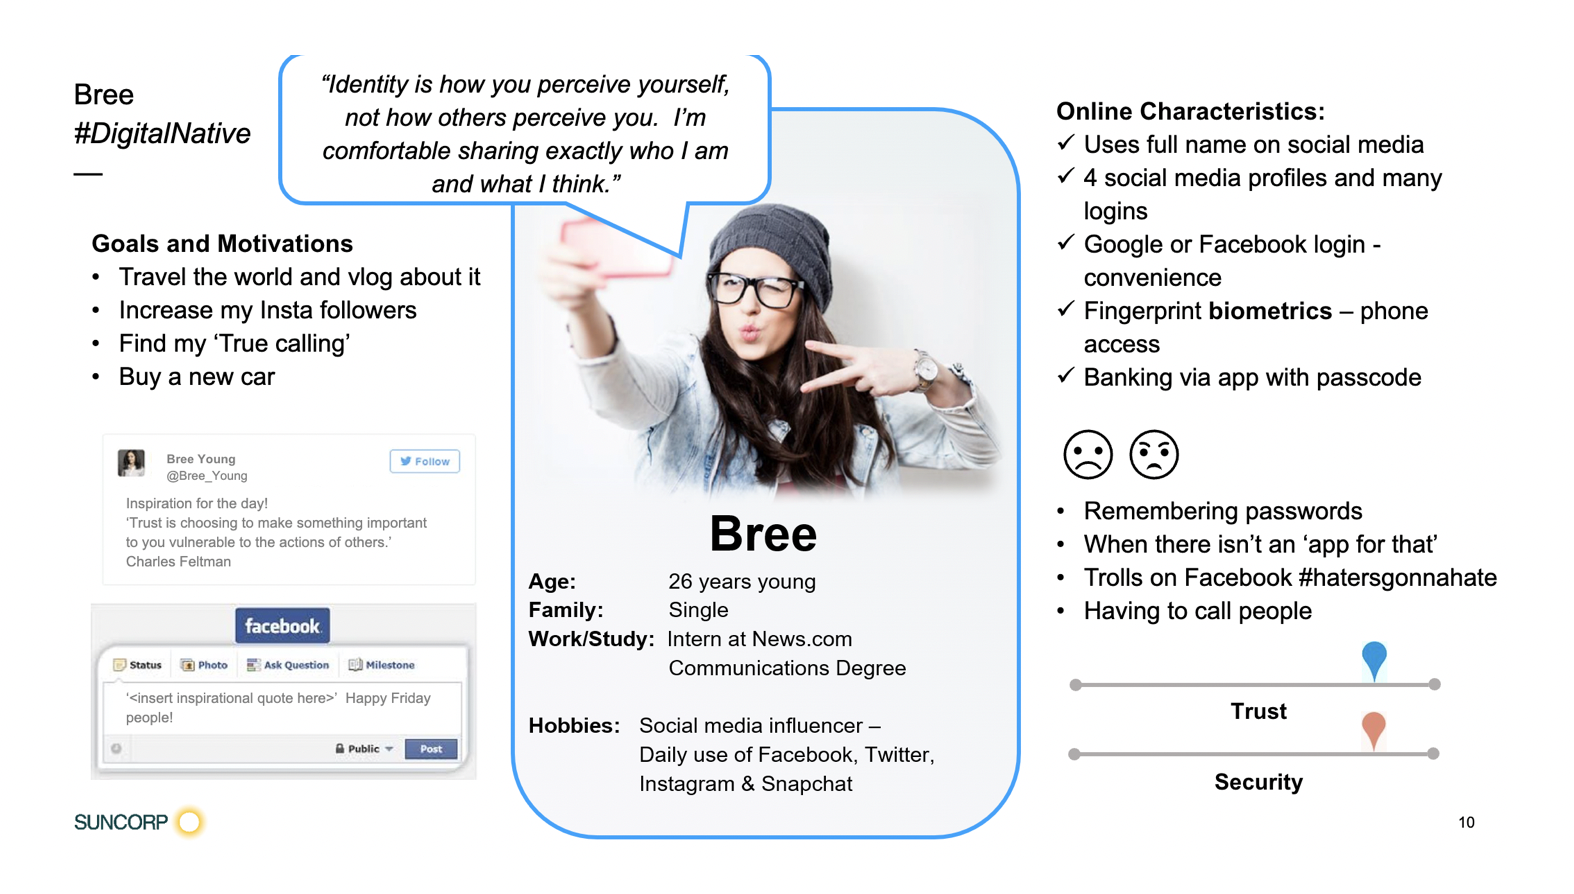 Bree
#DigitalNative
“Identity is how you perceive yourself,
not how others perceive you.  I’m
comfortable sharing exactly who I am
and what I think.”
Goals and Motivations
• Travel the world and vlog about it
• Increase my Insta followers
• Find my ‘True calling’
• Buy a new car
Bree Young
@Bree_Young
Follow
Inspiration for the day!
‘Trust is choosing to make something important
to you vulnerable to the actions of others.’
Charles Feltman
facebook
Status Photo Ask Question Milestone
‘<insert inspirational quote here>’  Happy Friday
people!
Public Post
SUNCORP
Bree
Age: 26 years young
Family: Single
Work/Study: Intern at News.com
Communications Degree
Hobbies: Social media influencer –
Daily use of Facebook, Twitter,
Instagram & Snapchat
Online Characteristics:
✓ Uses full name on social media
✓ 4 social media profiles and many
logins
✓ Google or Facebook login -
convenience
✓ Fingerprint biometrics – phone
access
✓ Banking via app with passcode
• Remembering passwords
• When there isn’t an ‘app for that’
• Trolls on Facebook #hatersgonnahate
• Having to call people
Trust
Security
10